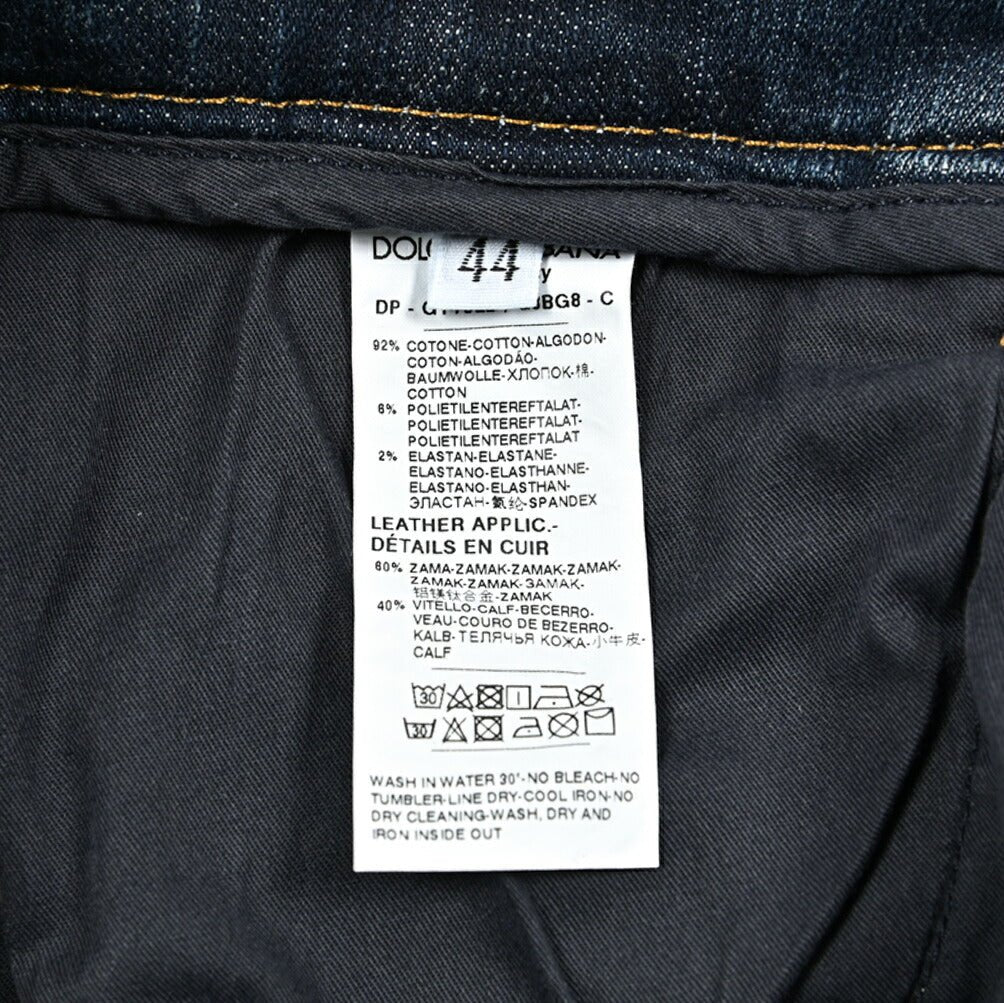 DOL
44
BANA
DP - G 8BG8 - C
92% COTONE-COTTON-ALGODON-
COTON-ALGODÃO-
BAUMWOLLE-ХЛОПОК-棉-
COTTON
6% POLIETILENTEREFTALAT-
POLIETILENTEREFTALAT-
POLIETILENTEREFTALAT
2% ELASTAN-ELASTANE-
ELASTANO-ELASTHANNE-
ELASTANO-ELASTHAN-
ЭЛАСТАН-氨纶-SPANDEX
LEATHER APPLIC.-
DÉTAILS EN CUIR
60% ZAMA-ZAMAK-ZAMAK-ZAMAK-
ZAMAK-ZAMAK-ЗАМАК-
铝镁钛合金-ZAMAK
40% VITELLO-CALF-BECERRO-
VEAU-COURO DE BEZERRO-
KALB-ТЕЛЯЧЬЯ КОЖА-小牛皮-
CALF
30
30
WASH IN WATER 30°-NO BLEACH-NO
TUMBLER-LINE DRY-COOL IRON-NO
DRY CLEANING-WASH, DRY AND
IRON INSIDE OUT